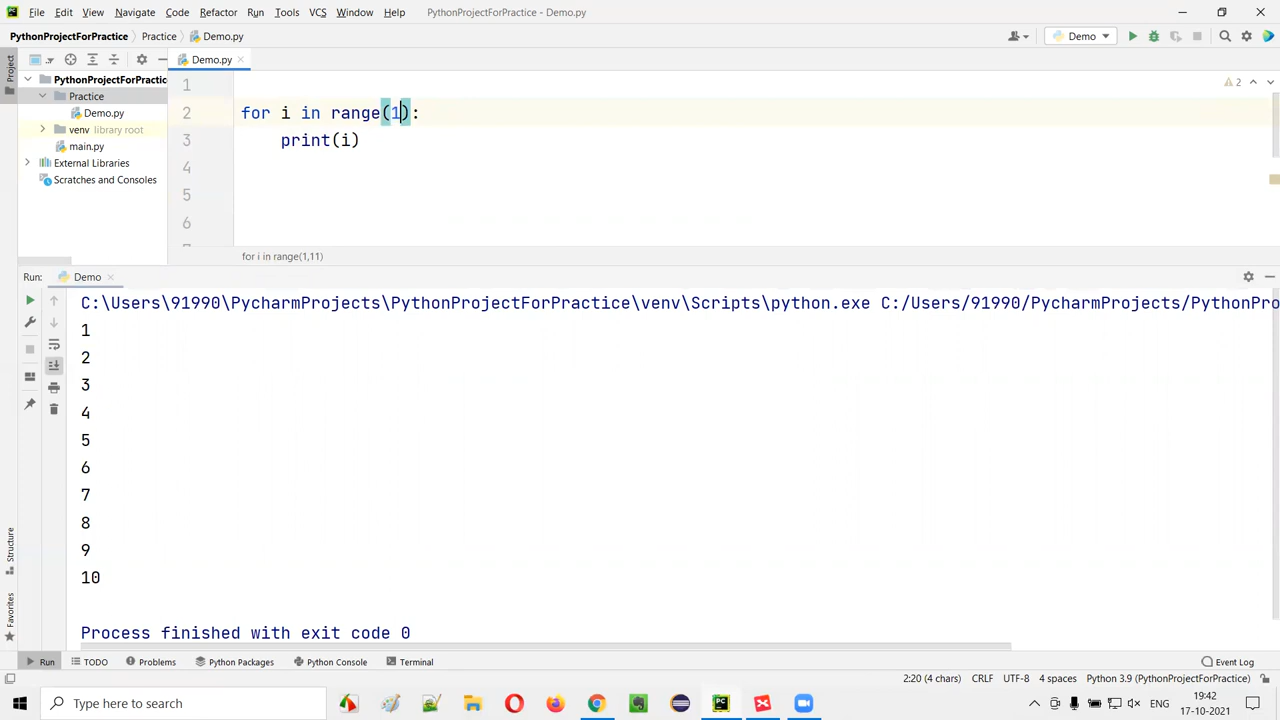 File Edit View Navigate Code Refactor Run Tools VCS Window Help PythonProjectForPractice - Demo.py
PythonProjectForPractice Practice Demo.py Demo
Project
Demo.py
PythonProjectForPractic
Practice
Demo.py
venv library root
main.py
External Libraries
Scratches and Consoles
1
2 for i in range(1):
3 print(i)
4
5
6
2
for i in range(1,11)
Run: Demo
C:\Users\91990\PycharmProjects\PythonProjectForPractice\venv\Scripts\python.exe C:/Users/91990/PycharmProjects/PythonPro
1
2
3
4
5
6
7
8
9
10
Process finished with exit code 0
Structure
Favorites
Run TODO Problems Python Packages Python Console Terminal Event Log
2:20 (4 chars) CRLF UTF-8 4 spaces Python 3.9 (PythonProjectForPractice)
Type here to search
PC
ENG
19:42
17-10-2021